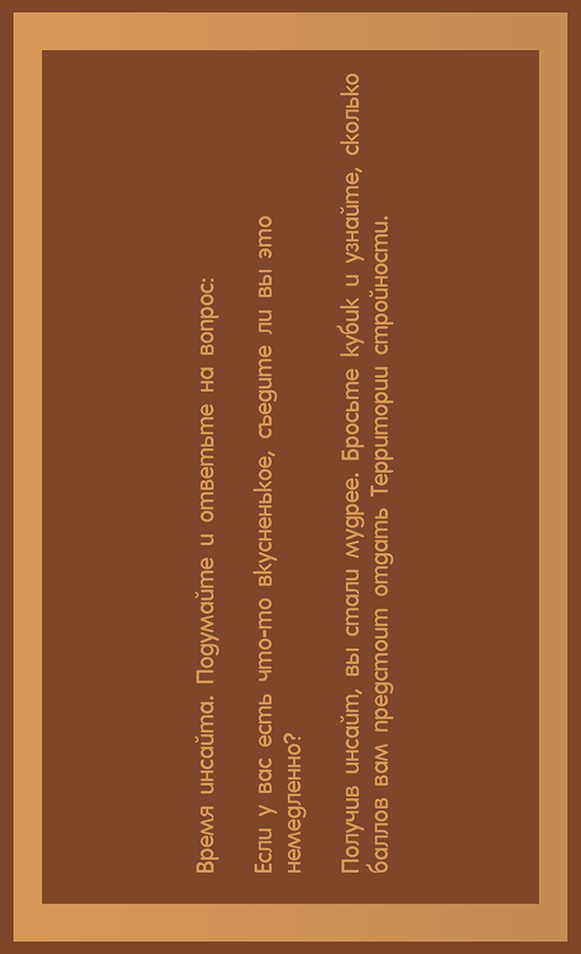 Время инсайта. Подумайте и ответьте на вопрос:
Если у вас есть что-то вкусненькое, съедите ли вы это
немедленно?
Получив инсайт, вы стали мудрее. Бросьте кубик и узнайте, сколько
баллов вам предстоит отдать Территории стройности.